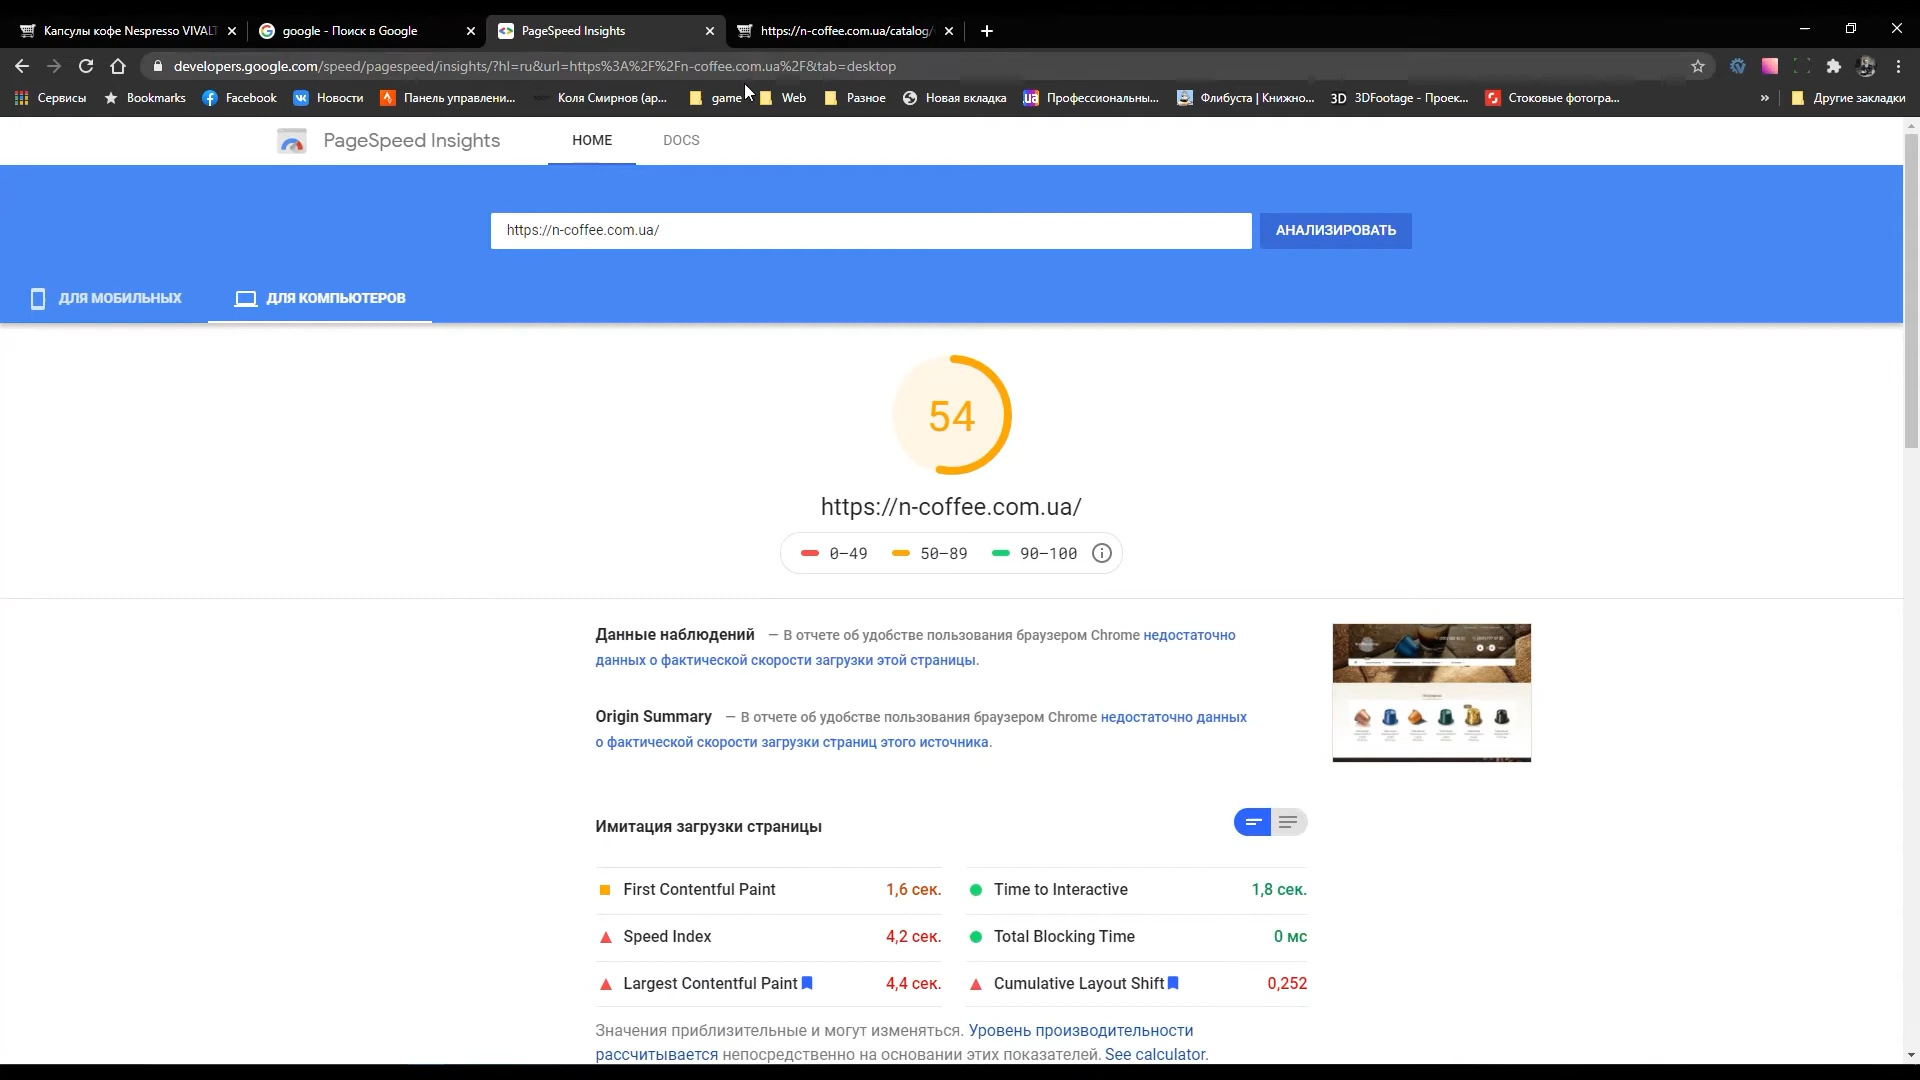 Капсулы кофе Nespresso VIVALT
google - Поиск в Google
PageSpeed Insights
https://n-coffee.com.ua/catalog/
developers.google.com/speed/pagespeed/insights/?hl=ru&url=https%3A%2F%2Fn-coffee.com.ua%2F&tab=desktop
Сервисы
Bookmarks
Facebook
Новости
Панель управлени...
Коля Смирнов (ар...
game
Web
Разное
Новая вкладка
Профессиональны...
Флибуста | Книжно...
3D 3DFootage - Проек...
Стоковые фотогра...
»
Другие закладки
PageSpeed Insights
HOME
DOCS
https://n-coffee.com.ua/
АНАЛИЗИРОВАТЬ
ДЛЯ МОБИЛЬНЫХ
ДЛЯ КОМПЬЮТЕРОВ
54
https://n-coffee.com.ua/
0–49 50–89 90–100
Данные наблюдений — В отчете об удобстве пользования браузером Chrome недостаточно
данных о фактической скорости загрузки этой страницы.
Origin Summary — В отчете об удобстве пользования браузером Chrome недостаточно данных
о фактической скорости загрузки страниц этого источника.
Имитация загрузки страницы
First Contentful Paint 1,6 сек.
Time to Interactive 1,8 сек.
Speed Index 4,2 сек.
Total Blocking Time 0 мс
Largest Contentful Paint 4,4 сек.
Cumulative Layout Shift 0,252
Значения приблизительные и могут изменяться. Уровень производительности
рассчитывается непосредственно на основании этих показателей. See calculator.